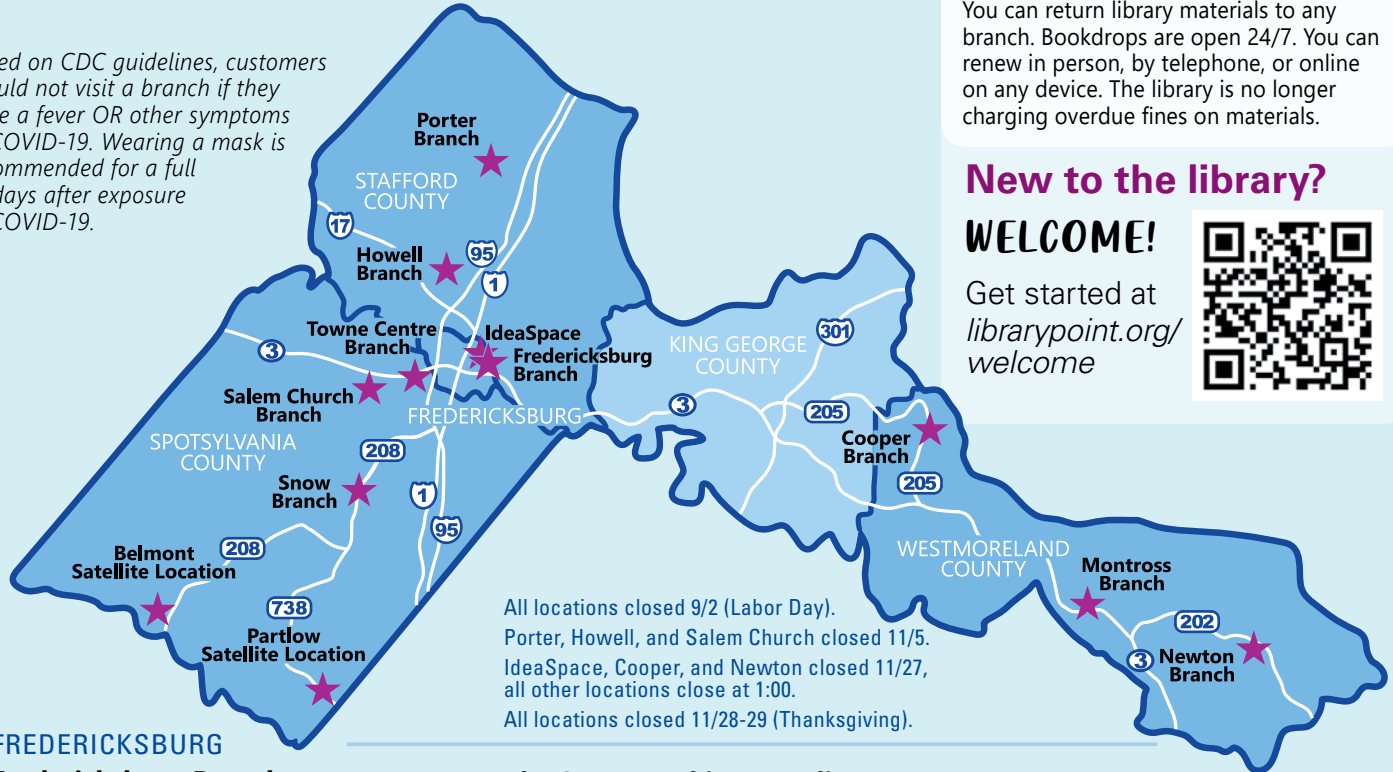 ed on CDC guidelines, customers
uld not visit a branch if they
e a fever OR other symptoms
COVID-19. Wearing a mask is
ommended for a full
days after exposure
COVID-19.
You can return library materials to any
branch. Bookdrops are open 24/7. You can
renew in person, by telephone, or online
on any device. The library is no longer
charging overdue fines on materials.
New to the library?
WELCOME!
Get started at
librarypoint.org/
welcome
Porter
Branch
STAFFORD
COUNTY
17
Howell
Branch
95
1
Towne Centre
Branch
IdeaSpace
Fredericksburg
Branch
3
Salem Church
Branch
FREDERICKSBURG
SPOTSYLVANIA
COUNTY
208
Snow
Branch
1
95
208
Belmont
Satellite Location
738
Partlow
Satellite Location
KING GEORGE
COUNTY
301
3
205
Cooper
Branch
205
WESTMORELAND
COUNTY
Montross
Branch
202
3
Newton
Branch
All locations closed 9/2 (Labor Day).
Porter, Howell, and Salem Church closed 11/5.
IdeaSpace, Cooper, and Newton closed 11/27,
all other locations close at 1:00.
All locations closed 11/28-29 (Thanksgiving).
FREDERICKSBURG